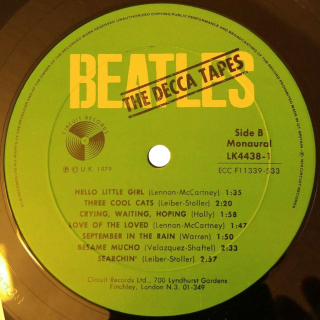 BEATLES
THE DECCA TAPES
CIRCUIT RECORDS
Side B
Monaural
LK4438-1
ECC F11339-533
℗ © U.K. 1979
HELLO LITTLE GIRL (Lennon-McCartney) 1:35
THREE COOL CATS (Leiber-Stoller) 2:20
CRYING, WAITING, HOPING (Holly) 1:58
LOVE OF THE LOVED (Lennon-McCartney) 1:47
SEPTEMBER IN THE RAIN (Warren) 1:50
BESAME MUCHO (Velazquez-Shaftel) 2:33
SEARCHIN' (Leiber-Stoller) 2:57
Circuit Records Ltd., 700 Lyndhurst Gardens
Finchley, London N.3. 01-349